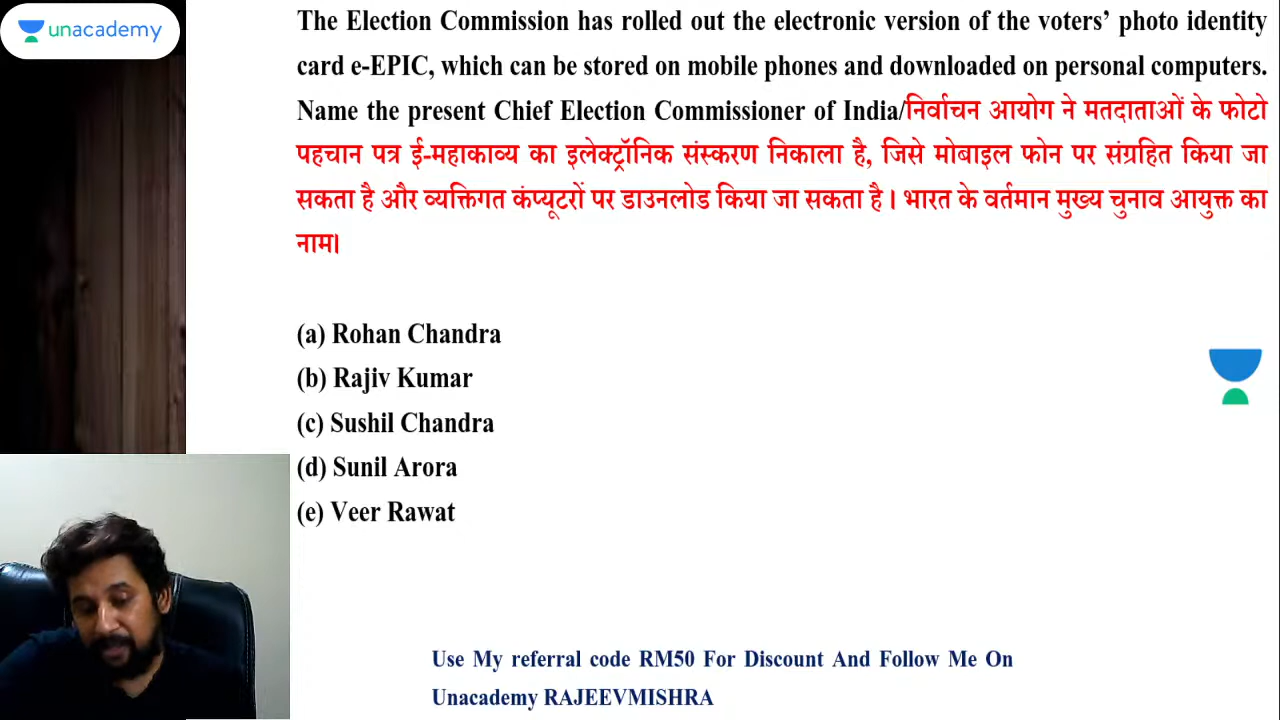 unacademy
The Election Commission has rolled out the electronic version of the voters’ photo identity
card e-EPIC, which can be stored on mobile phones and downloaded on personal computers.
Name the present Chief Election Commissioner of India/निर्वाचन आयोग ने मतदाताओं के फोटो
पहचान पत्र ई-महाकाव्य का इलेक्ट्रॉनिक संस्करण निकाला है, जिसे मोबाइल फोन पर संग्रहित किया जा
सकता है और व्यक्तिगत कंप्यूटरों पर डाउनलोड किया जा सकता है। भारत के वर्तमान मुख्य चुनाव आयुक्त का
नाम।
(a) Rohan Chandra
(b) Rajiv Kumar
(c) Sushil Chandra
(d) Sunil Arora
(e) Veer Rawat
Use My referral code RM50 For Discount And Follow Me On
Unacademy RAJEEVMISHRA